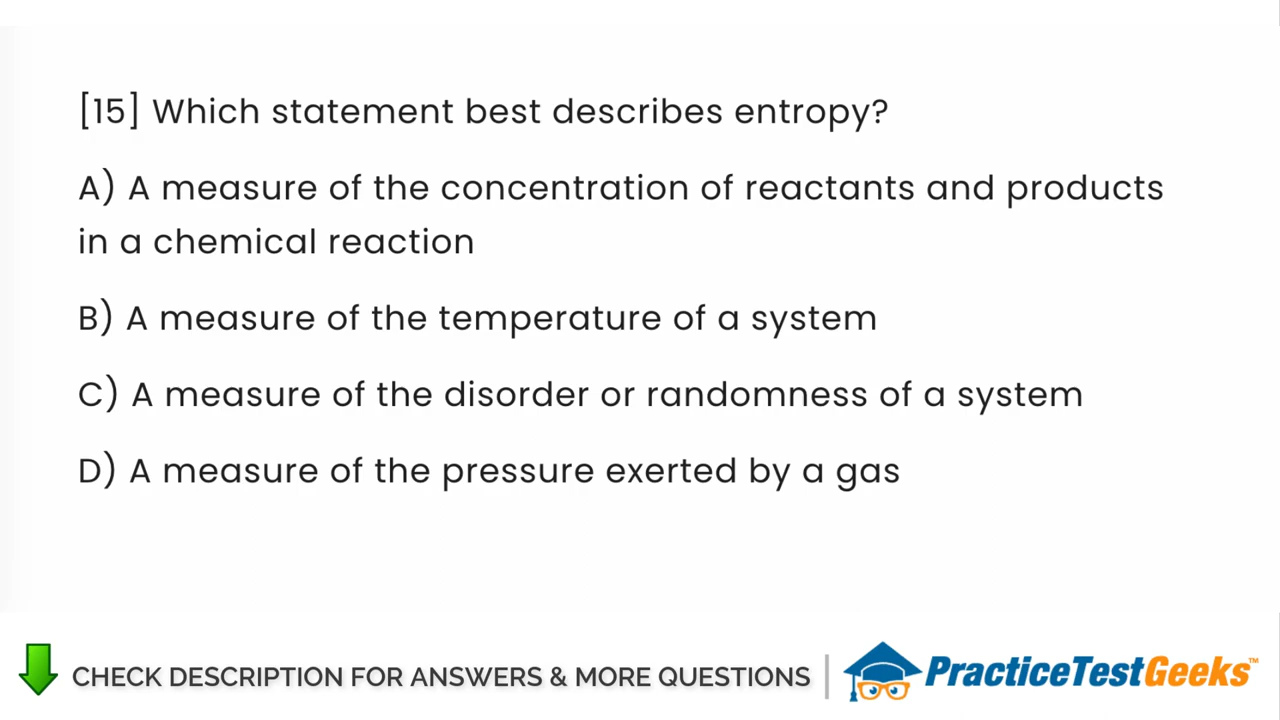 [15] Which statement best describes entropy?
A) A measure of the concentration of reactants and products
in a chemical reaction
B) A measure of the temperature of a system
C) A measure of the disorder or randomness of a system
D) A measure of the pressure exerted by a gas
CHECK DESCRIPTION FOR ANSWERS & MORE QUESTIONS | PracticeTestGeeks™